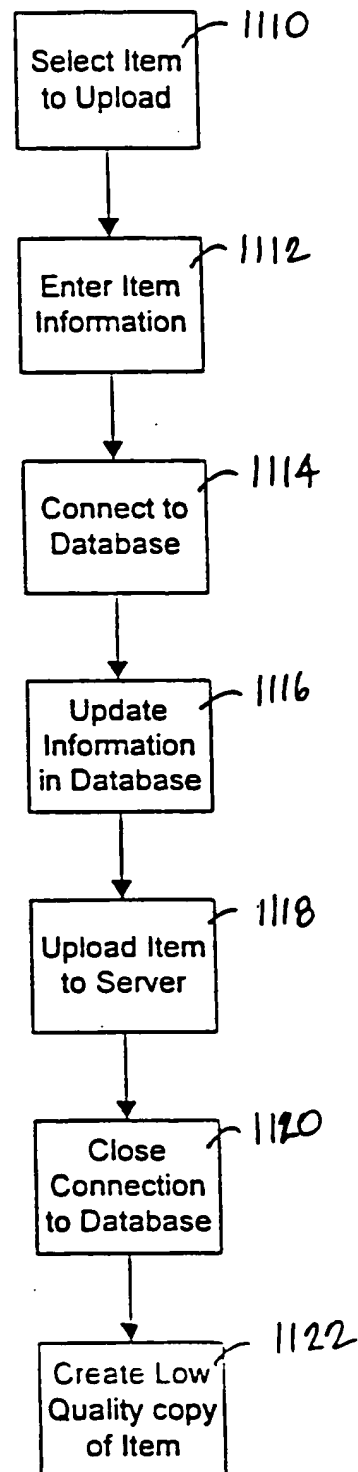 1110
Select Item
to Upload
1112
Enter Item
Information
1114
Connect to
Database
1116
Update
Information
in Database
1118
Upload Item
to Server
1120
Close
Connection
to Database
1122
Create Low
Quality copy
of Item